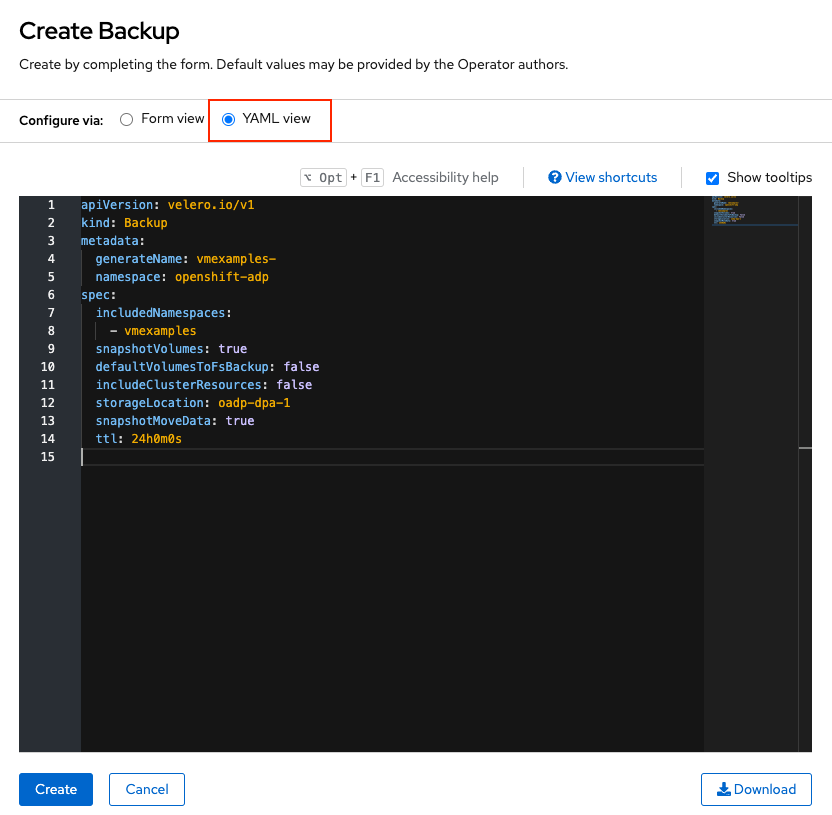 Create Backup
Create by completing the form. Default values may be provided by the Operator authors.
Configure via: Form view YAML view
⌥ Opt + F1 Accessibility help View shortcuts Show tooltips
1 apiVersion: velero.io/v1
2 kind: Backup
3 metadata:
4   generateName: vmexamples-
5   namespace: openshift-adp
6 spec:
7   includedNamespaces:
8     - vmexamples
9   snapshotVolumes: true
10   defaultVolumesToFsBackup: false
11   includeClusterResources: false
12   storageLocation: oadp-dpa-1
13   snapshotMoveData: true
14   ttl: 24h0m0s
15
Create Cancel Download